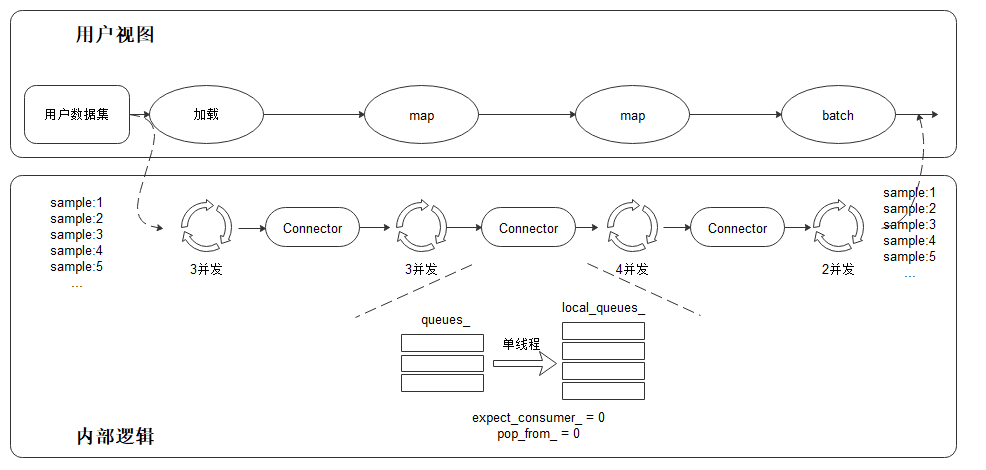 用户视图
用户数据集
加载
map
map
batch
sample:1
sample:2
sample:3
sample:4
sample:5
...
Connector
Connector
Connector
3并发
3并发
4并发
2并发
sample:1
sample:2
sample:3
sample:4
sample:5
...
queues_
单线程
local_queues_
expect_consumer_ = 0
pop_from_ = 0
内部逻辑